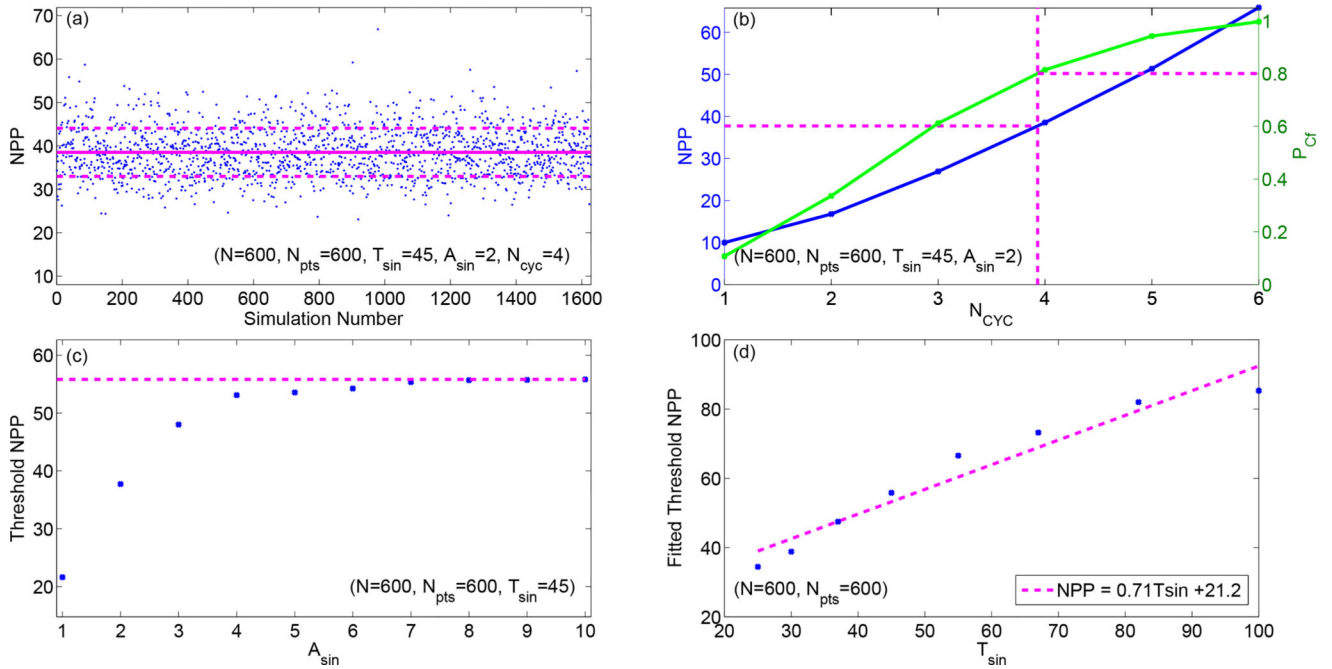 (a)
70
60
50
40
30
20
10
NPP
0 200 400 600 800 1000 1200 1400 1600
Simulation Number
(N=600, N_pts=600, T_sin=45, A_sin=2, N_cyc=4)
(b)
60
50
40
30
20
10
0
NPP
1
0.8
0.6
0.4
0.2
0
P_Cf
1 2 3 4 5 6
N_CYC
(N=600, N_pts=600, T_sin=45, A_sin=2)
(c)
60
50
40
30
20
Threshold NPP
1 2 3 4 5 6 7 8 9 10
A_sin
(N=600, N_pts=600, T_sin=45)
(d)
100
80
60
40
20
Fitted Threshold NPP
20 30 40 50 60 70 80 90 100
T_sin
(N=600, N_pts=600)
NPP = 0.71Tsin +21.2